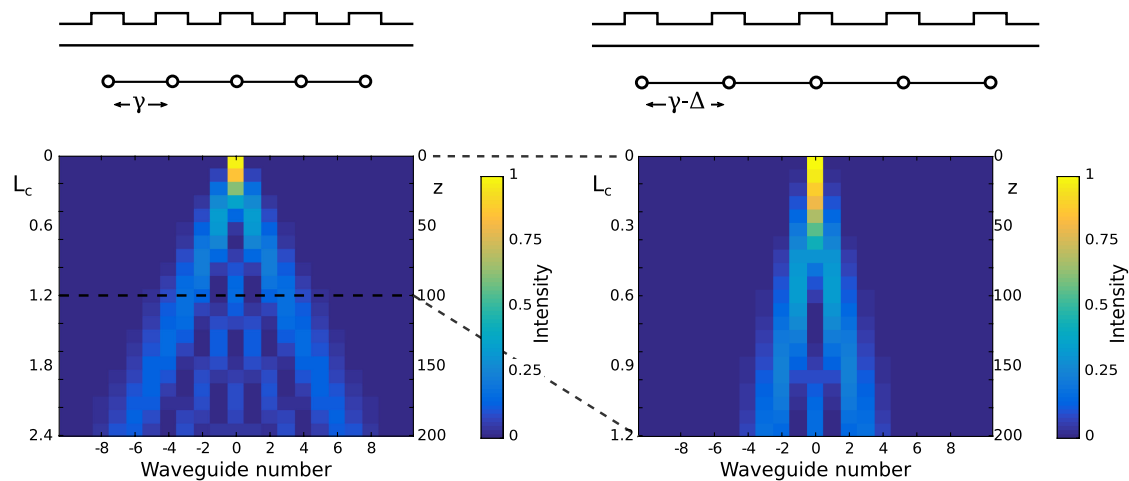 γ
γ-Δ
0 0 1 0 0 1
Lc z Lc z
0.6 50 0.75 0.3 50 0.75
1.2 100 0.5 Intensity 0.6 100 0.5 Intensity
1.8 150 0.25 0.9 150 0.25
2.4 200 0 1.2 200 0
-8 -6 -4 -2 0 2 4 6 8 -8 -6 -4 -2 0 2 4 6 8
Waveguide number Waveguide number